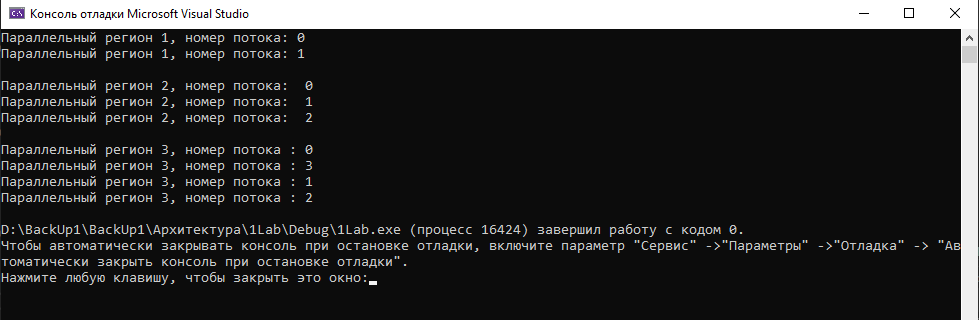 Консоль отладки Microsoft Visual Studio
Параллельный регион 1, номер потока: 0
Параллельный регион 1, номер потока: 1
Параллельный регион 2, номер потока:  0
Параллельный регион 2, номер потока:  1
Параллельный регион 2, номер потока:  2
Параллельный регион 3, номер потока : 0
Параллельный регион 3, номер потока : 3
Параллельный регион 3, номер потока : 1
Параллельный регион 3, номер потока : 2
D:\BackUp1\BackUp1\Архитектура\1Lab\Debug\1Lab.exe (процесс 16424) завершил работу с кодом 0.
Чтобы автоматически закрывать консоль при остановке отладки, включите параметр "Сервис" ->"Параметры" ->"Отладка" -> "Ав
томатически закрыть консоль при остановке отладки".
Нажмите любую клавишу, чтобы закрыть это окно: